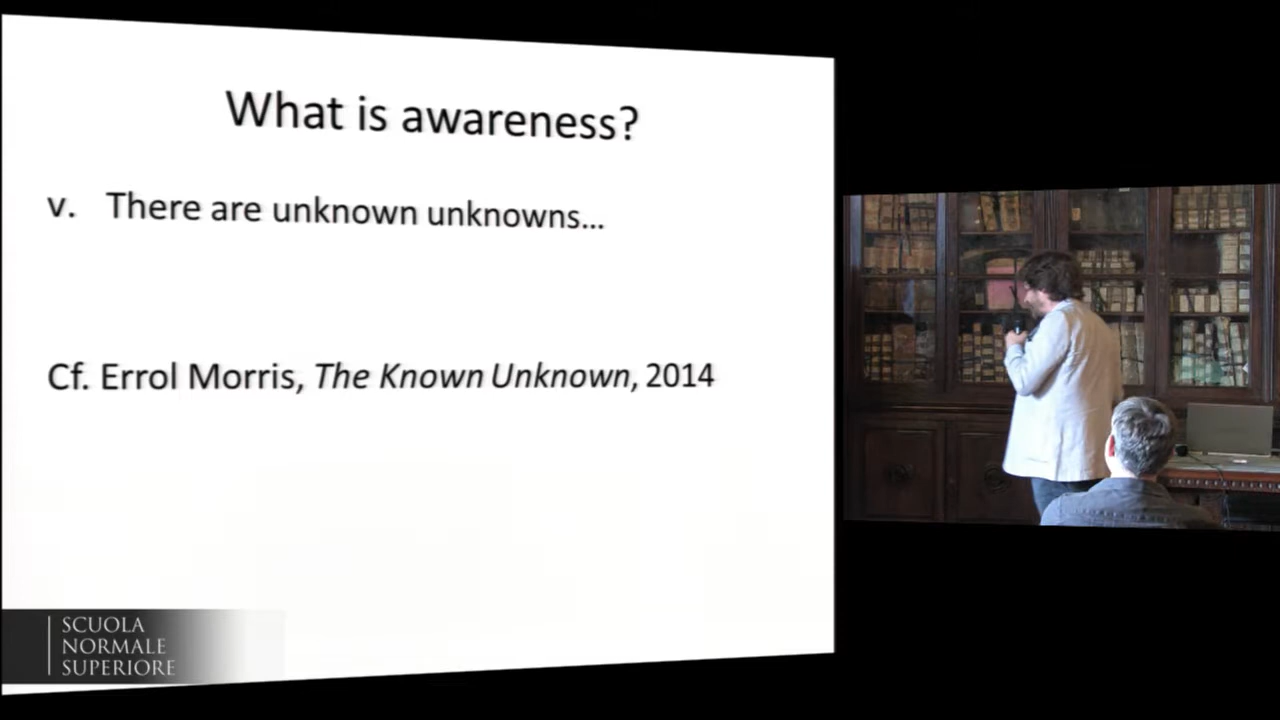 What is awareness?
v. There are unknown unknowns...
Cf. Errol Morris, The Known Unknown, 2014
SCUOLA
NORMALE
SUPERIORE